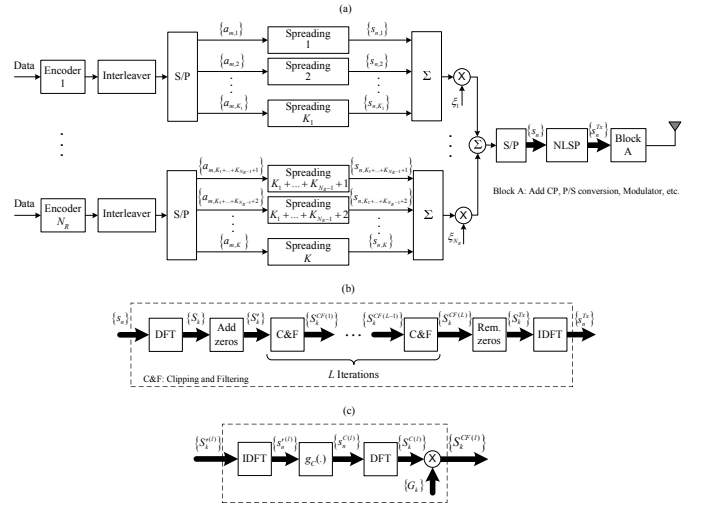 (a)
{a_{m,1}} Spreading 1 {s_{n,1}}
{a_{m,2}} Spreading 2 {s_{n,2}}
Data Encoder 1 Interleaver S/P Σ X ξ_1
{a_{m,K_1}} Spreading K_1 {s_{n,K_1}}
Σ S/P {s_n} NLSP {s_n^{Tx}} Block A
Block A: Add CP, P/S conversion, Modulator, etc.
{a_{m,K_1+...+K_{N_R-1}+1}} Spreading K_1+...+K_{N_R-1}+1 {s_{n,K_1+...+K_{N_R-1}+1}}
{a_{m,K_1+...+K_{N_R-1}+2}} Spreading K_1+...+K_{N_R-1}+2 {s_{n,K_1+...+K_{N_R-1}+2}}
Data Encoder N_R Interleaver S/P Σ X ξ_{N_R}
{a_{m,K}} Spreading K {s_{n,K}}
(b)
{s_n} DFT {S_k} Add zeros {S'_k} C&F {S_k^{CF(1)}} ... {S_k^{CF(L-1)}} C&F {S_k^{CF(L)}} Rem. zeros {S_k^{Tx}} IDFT {s_n^{Tx}}
L Iterations
C&F: Clipping and Filtering
(c)
{S_k^{'(l)}} IDFT {s_n^{'(l)}} g_C(.) {s_n^{C(l)}} DFT {S_k^{C(l)}} X {S_k^{CF(l)}}
{G_k}